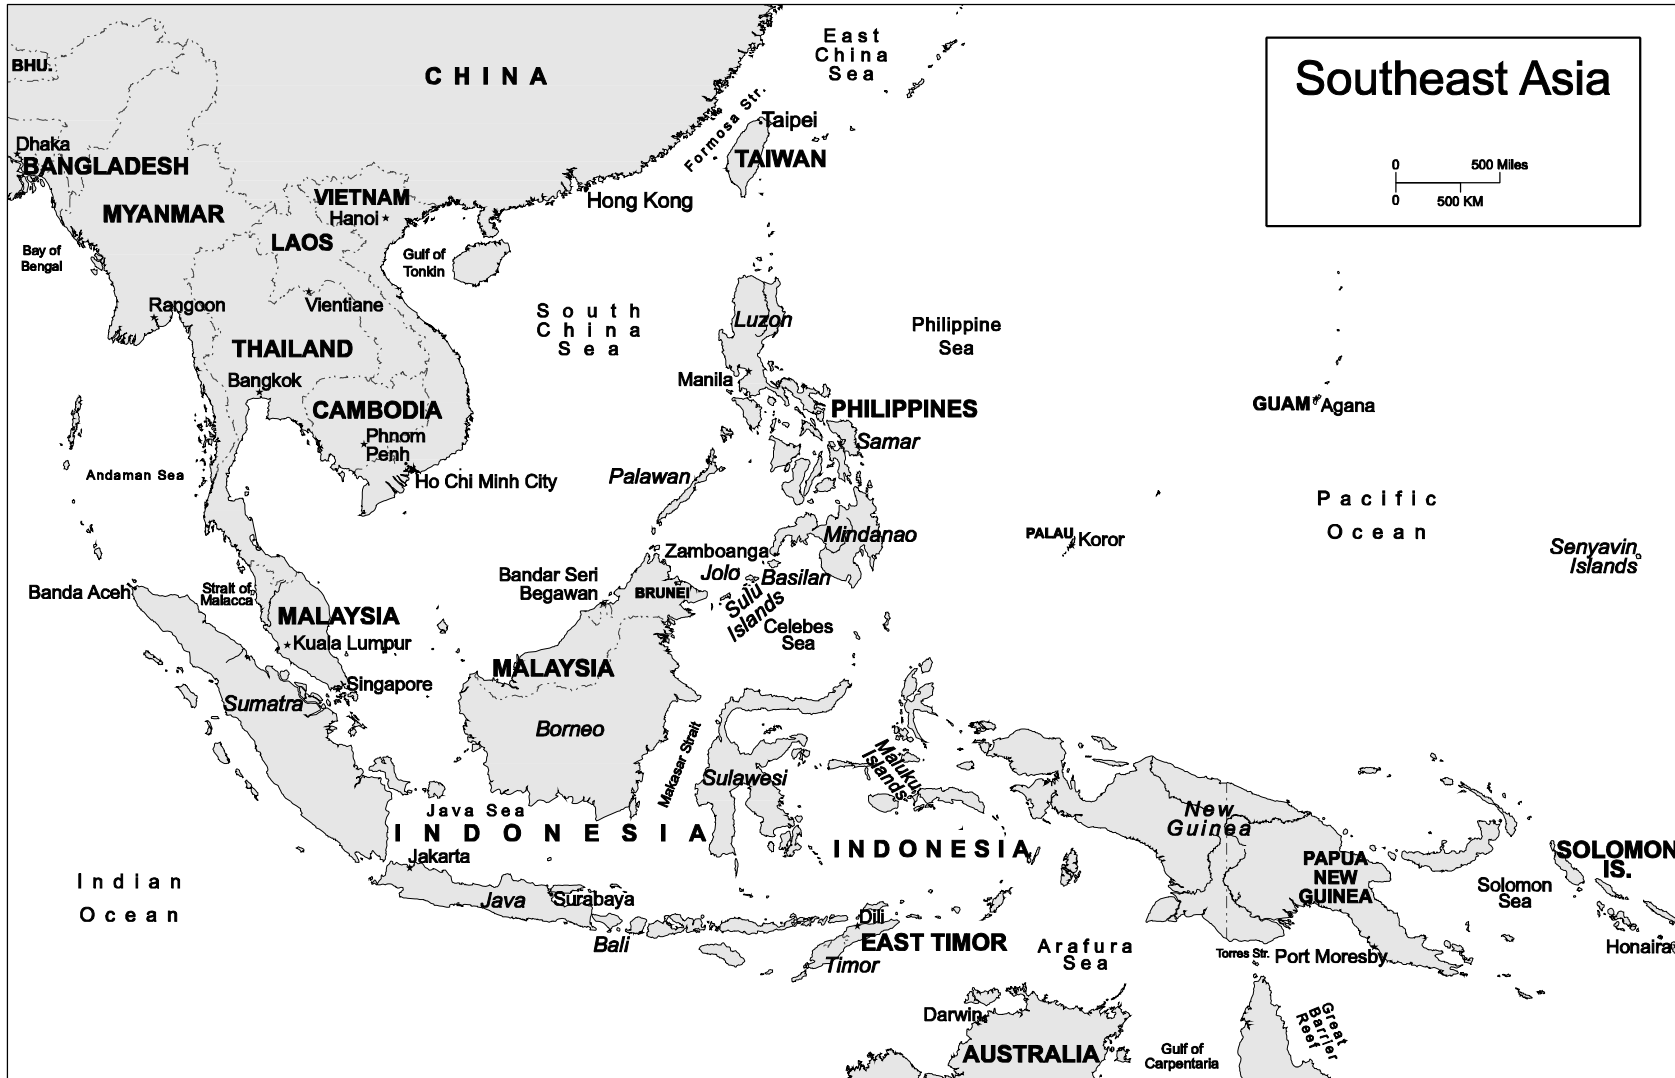 Southeast Asia
0 500 Miles
0 500 KM
East
China
Sea
BHU.
CHINA
Formosa Str.
Taipei
TAIWAN
Dhaka
BANGLADESH
MYANMAR
VIETNAM
Hanoi
LAOS
Hong Kong
Bay of
Bengal
Gulf of
Tonkin
Rangoon
Vientiane
South
China
Sea
Luzon
Philippine
Sea
THAILAND
Bangkok
Manila
CAMBODIA
Phnom
Penh
PHILIPPINES
GUAM
Agana
Samar
Andaman Sea
Ho Chi Minh City
Palawan
Pacific
Ocean
Mindanao
PALAU
Koror
Senyavin
Islands
Zamboanga
Jolo
Basilan
Sulu
Islands
Celebes
Sea
Banda Aceh
Strait of
Malacca
Bandar Seri
Begawan
BRUNEI
MALAYSIA
Kuala Lumpur
MALAYSIA
Singapore
Sumatra
Borneo
Makasar Strait
Sulawesi
Maluku
Islands
Java Sea
INDONESIA
INDONESIA
New
Guinea
PAPUA
NEW
GUINEA
SOLOMON
IS.
Solomon
Sea
Honaira
Jakarta
Indian
Ocean
Java
Surabaya
Bali
Dili
EAST TIMOR
Timor
Arafura
Sea
Torres Str.
Port Moresby
Darwin
AUSTRALIA
Gulf of
Carpentaria
Great
Barrier
Reef